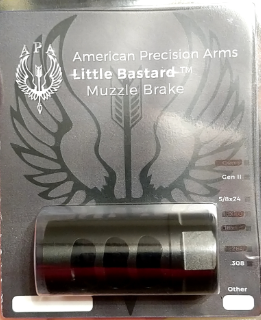 APA
American Precision Arms
Little Bastard™
Muzzle Brake
Gen II
5/8x24
.308
Other